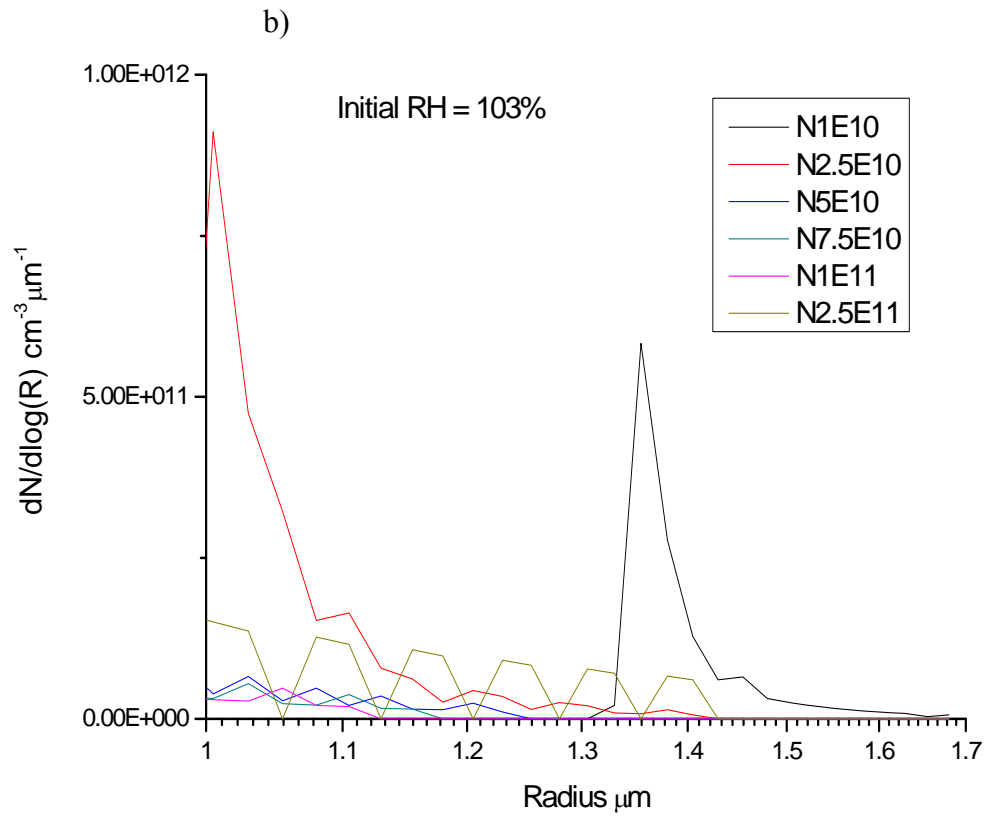 b)
1.00E+012
Initial RH = 103%
N1E10
N2.5E10
N5E10
N7.5E10
N1E11
N2.5E11
dN/dlog(R) cm⁻³μm⁻¹
5.00E+011
0.00E+000
1 1.1 1.2 1.3 1.4 1.5 1.6 1.7
Radius μm